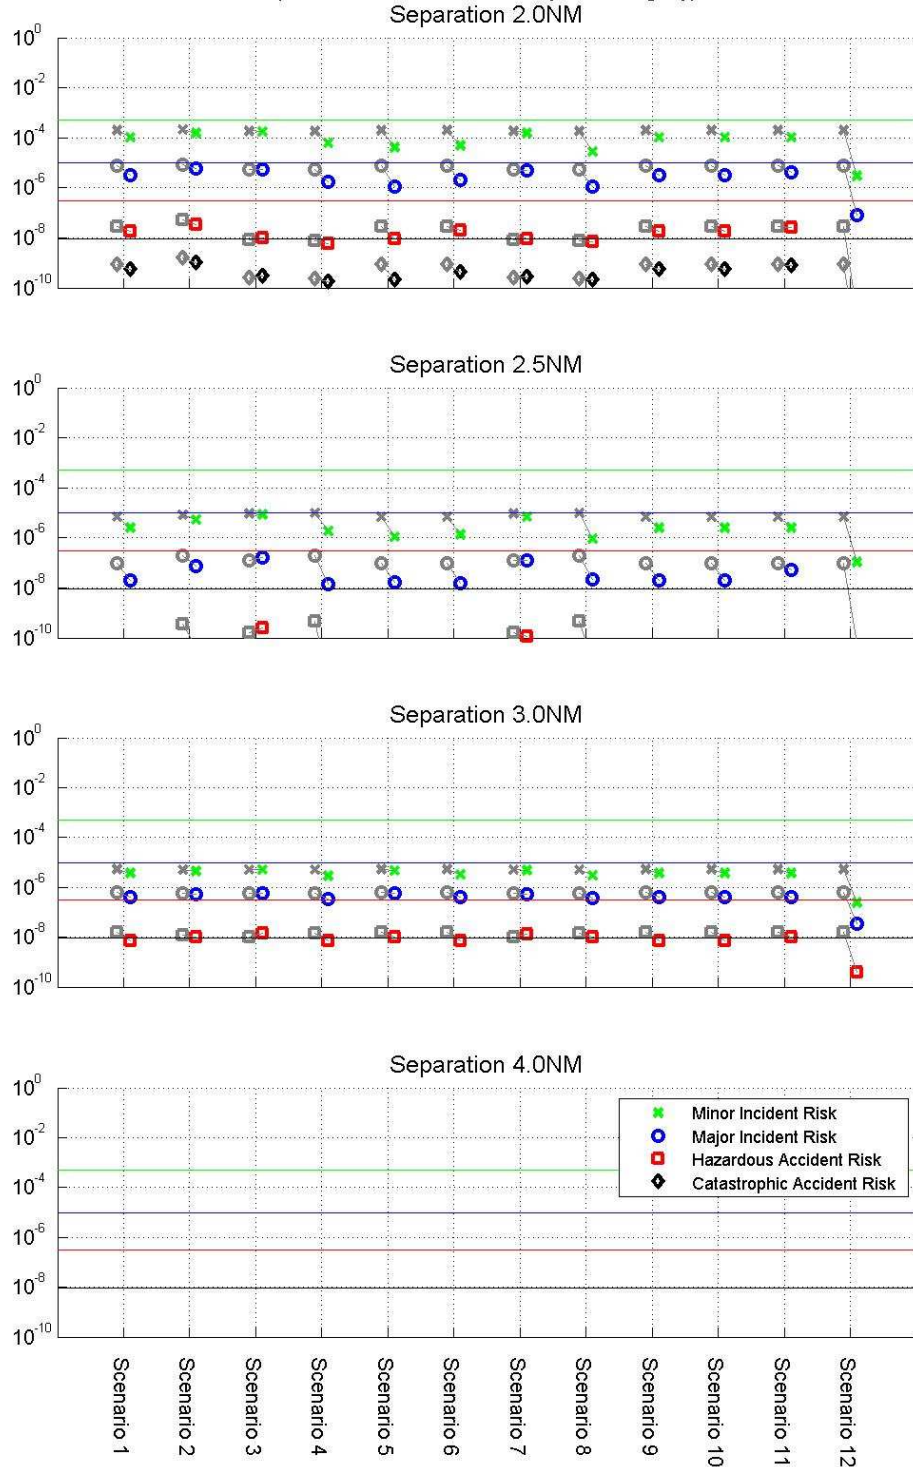 Separation 2.0NM
10^0
10^-2
10^-4
10^-6
10^-8
10^-10
Separation 2.5NM
10^0
10^-2
10^-4
10^-6
10^-8
10^-10
Separation 3.0NM
10^0
10^-2
10^-4
10^-6
10^-8
10^-10
Separation 4.0NM
10^0
10^-2
10^-4
10^-6
10^-8
10^-10
Minor Incident Risk
Major Incident Risk
Hazardous Accident Risk
Catastrophic Accident Risk
Scenario 1
Scenario 2
Scenario 3
Scenario 4
Scenario 5
Scenario 6
Scenario 7
Scenario 8
Scenario 9
Scenario 10
Scenario 11
Scenario 12